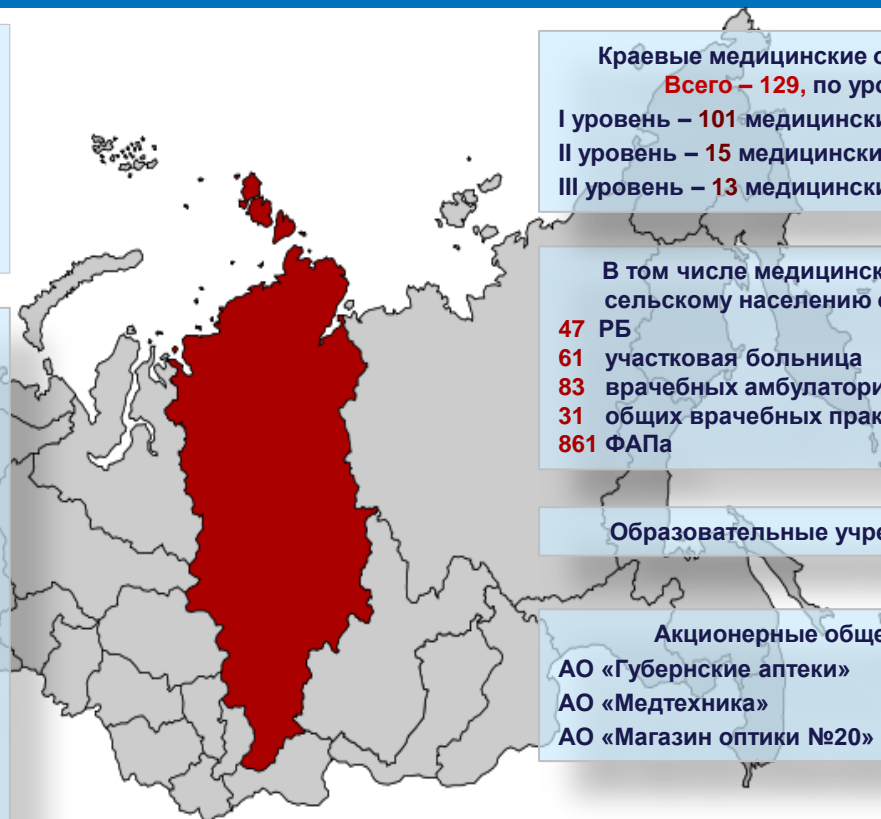 Краевые медицинские о
Всего – 129, по уро
I уровень – 101 медицински
II уровень – 15 медицински
III уровень – 13 медицински
В том числе медицинск
сельскому населению о
47 РБ
61 участковая больница
83 врачебных амбулатори
31 общих врачебных прак
861 ФАПа
Образовательные учре
Акционерные обще
АО «Губернские аптеки»
АО «Медтехника»
АО «Магазин оптики №20»